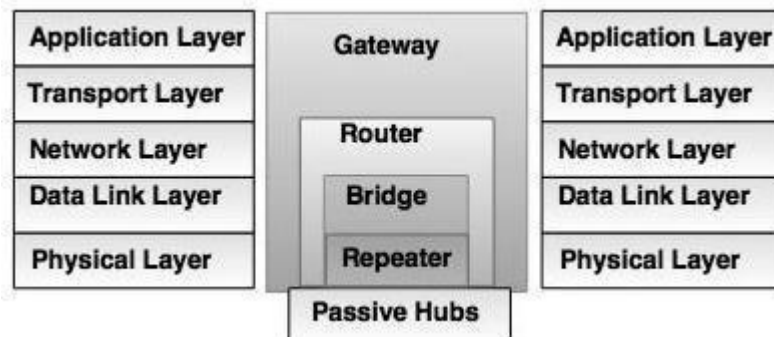 Application Layer
Transport Layer
Network Layer
Data Link Layer
Physical Layer
Gateway
Router
Bridge
Repeater
Passive Hubs
Application Layer
Transport Layer
Network Layer
Data Link Layer
Physical Layer